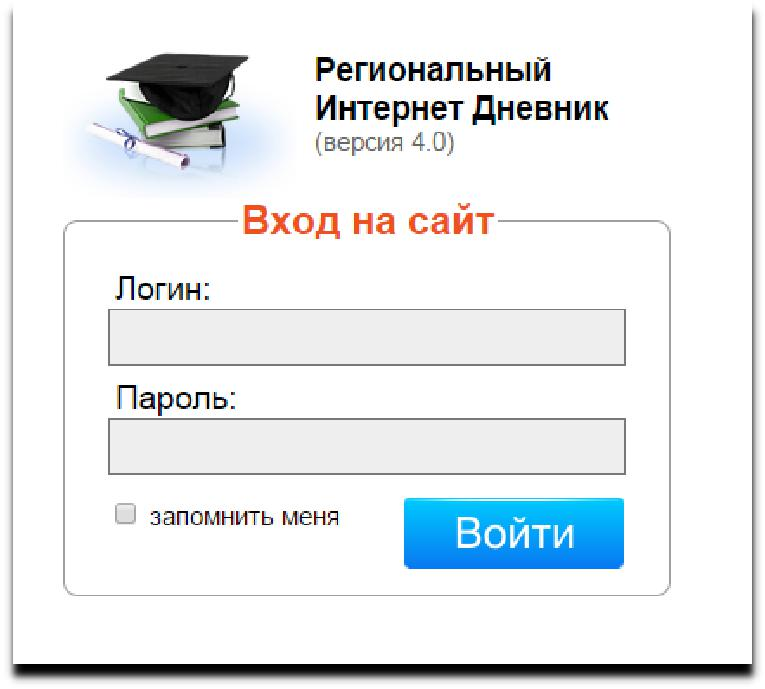 Региональный
Интернет Дневник
(версия 4.0)
Вход на сайт
Логин:
Пароль:
запомнить меня
Войти